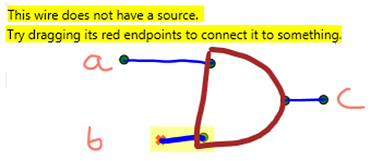 This wire does not have a source.
Try dragging its red endpoints to connect it to something.
a
b
C